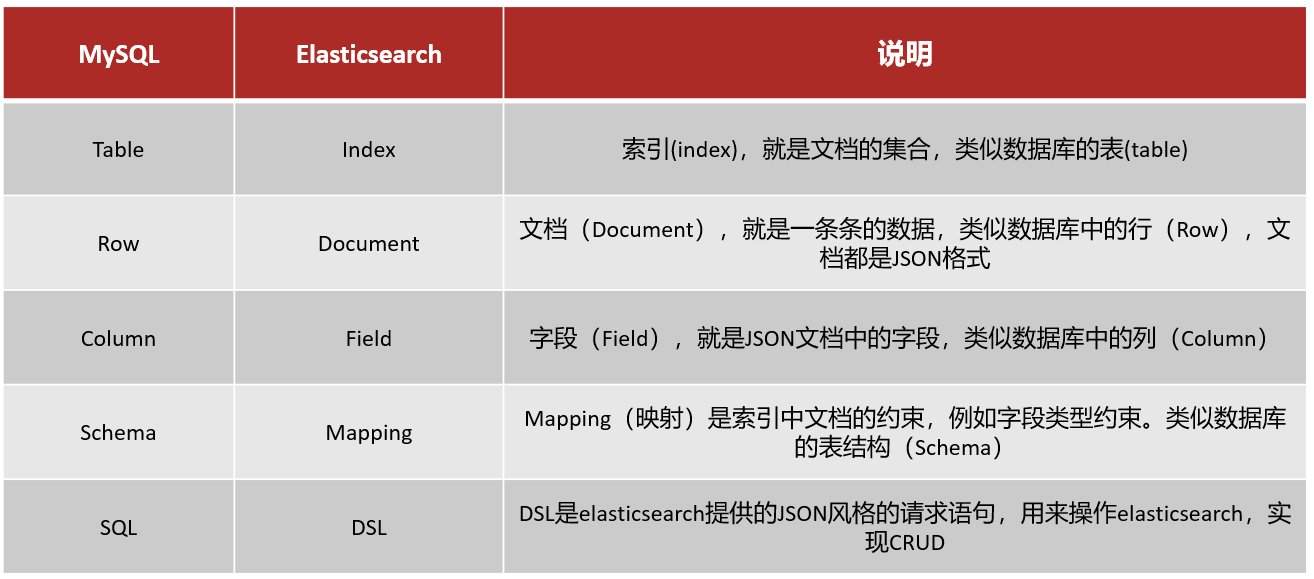 MySQL
Elasticsearch
说明
Table
Index
索引(index)，就是文档的集合，类似数据库的表(table)
Row
Document
文档（Document），就是一条条的数据，类似数据库中的行（Row），文
档都是JSON格式
Column
Field
字段（Field），就是JSON文档中的字段，类似数据库中的列（Column）
Schema
Mapping
Mapping（映射）是索引中文档的约束，例如字段类型约束。类似数据库
的表结构（Schema）
SQL
DSL
DSL是elasticsearch提供的JSON风格的请求语句，用来操作elasticsearch，实
现CRUD